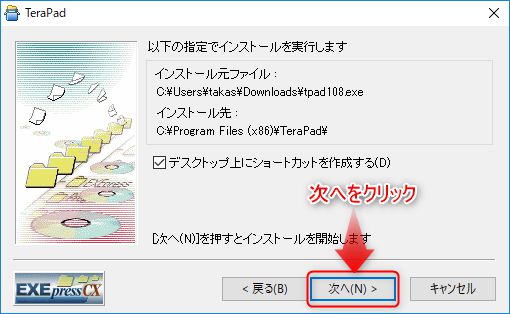 TeraPad
以下の指定でインストールを実行します
インストール元ファイル：
C:¥Users¥takas¥Downloads¥tpad108.exe
インストール先：
C:¥Program Files (x86)¥TeraPad¥
デスクトップ上にショートカットを作成する(D)
次へをクリック
[次へ(N)]を押すとインストールを開始します
EXEpress CX
< 戻る(B)
次へ(N) >
キャンセル